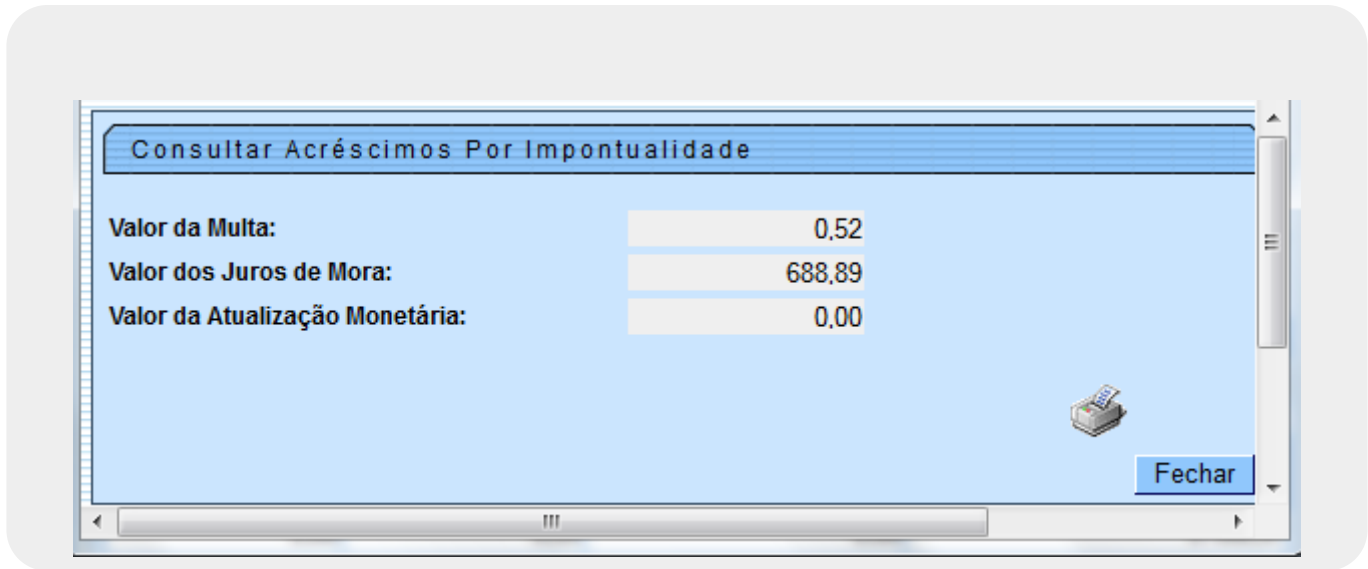 Consultar Acréscimos Por Impontualidade
Valor da Multa: 0,52
Valor dos Juros de Mora: 688,89
Valor da Atualização Monetária: 0,00
Fechar